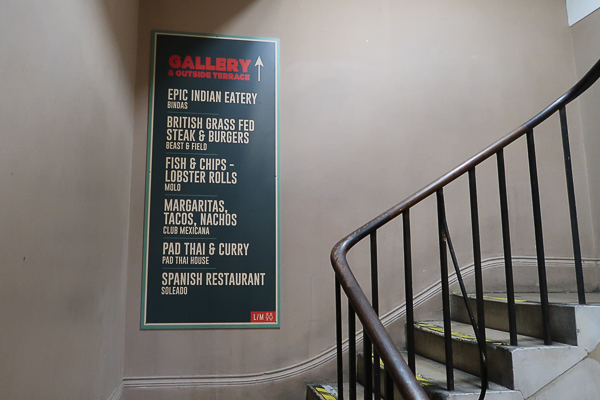 GALLERY
& OUTSIDE TERRACE
EPIC INDIAN EATERY
BINDAS
BRITISH GRASS FED
STEAK & BURGERS
BEAST & FIELD
FISH & CHIPS -
LOBSTER ROLLS
MOLO
MARGARITAS,
TACOS, NACHOS
CLUB MEXICANA
PAD THAI & CURRY
PAD THAI HOUSE
SPANISH RESTAURANT
SOLEADO
L/M